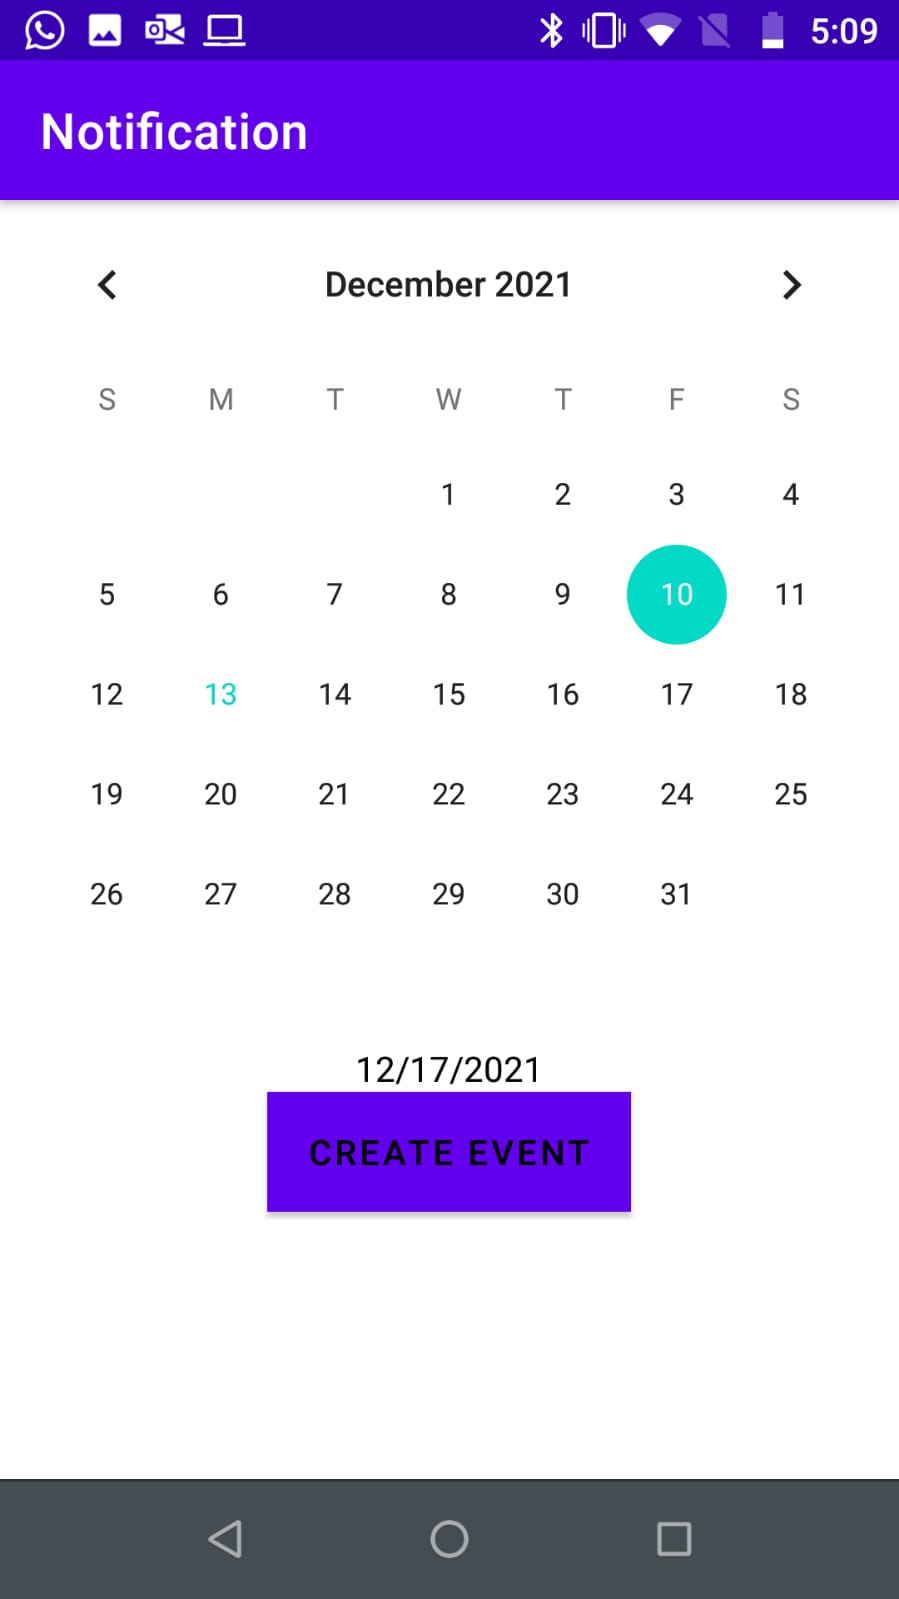 5:09
Notification
December 2021
S M T W T F S
1 2 3 4
5 6 7 8 9 10 11
12 13 14 15 16 17 18
19 20 21 22 23 24 25
26 27 28 29 30 31
12/17/2021
CREATE EVENT